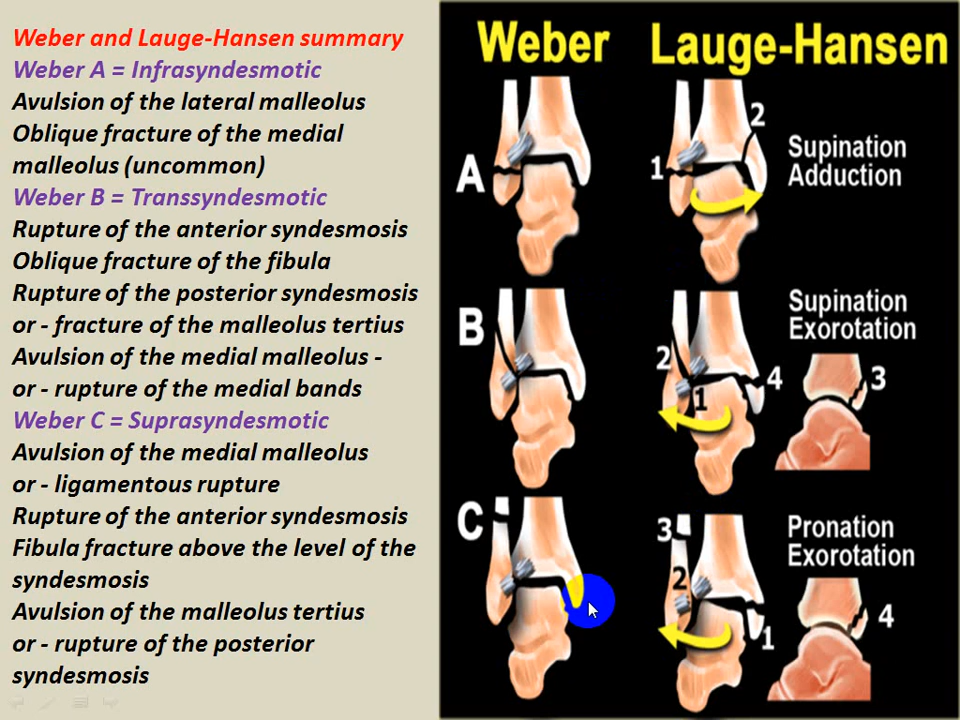 Weber and Lauge-Hansen summary
Weber A = Infrasyndesmotic
Avulsion of the lateral malleolus
Oblique fracture of the medial
malleolus (uncommon)
Weber B = Transsyndesmotic
Rupture of the anterior syndesmosis
Oblique fracture of the fibula
Rupture of the posterior syndesmosis
or - fracture of the malleolus tertius
Avulsion of the medial malleolus -
or - rupture of the medial bands
Weber C = Suprasyndesmotic
Avulsion of the medial malleolus
or - ligamentous rupture
Rupture of the anterior syndesmosis
Fibula fracture above the level of the
syndesmosis
Avulsion of the malleolus tertius
or - rupture of the posterior
syndesmosis
Weber
Lauge-Hansen
A
1
2
Supination
Adduction
B
2
1
4
3
Supination
Exorotation
C
3
2
1
4
Pronation
Exorotation